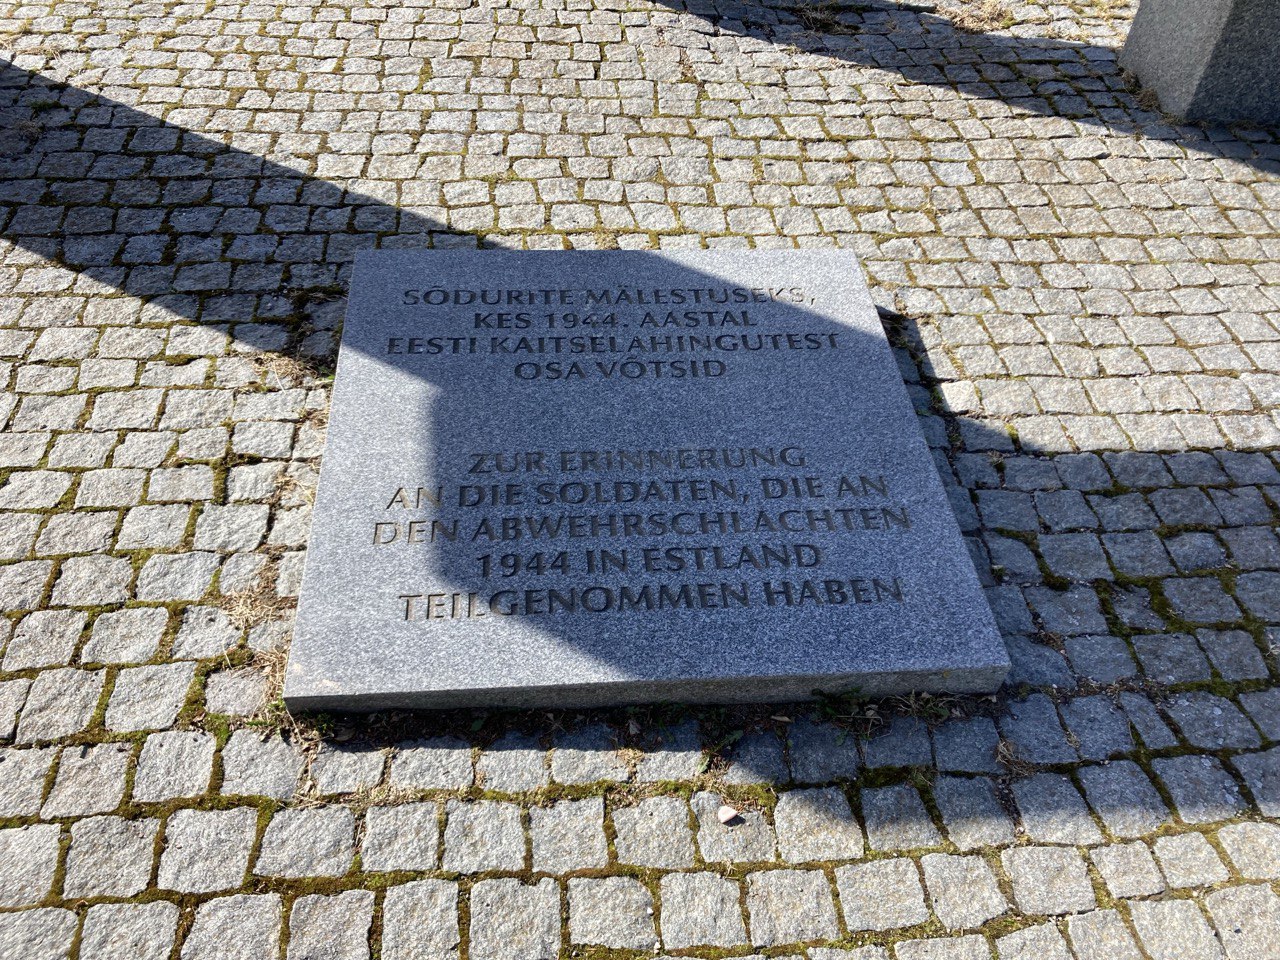 SÕDURITE MÄLESTUSEKS,
KES 1944. AASTAL
EESTI KAITSELAHINGUTEST
OSA VÕTSID
ZUR ERINNERUNG
AN DIE SOLDATEN, DIE AN
DEN ABWEHRSCHLACHTEN
1944 IN ESTLAND
TEILGENOMMEN HABEN